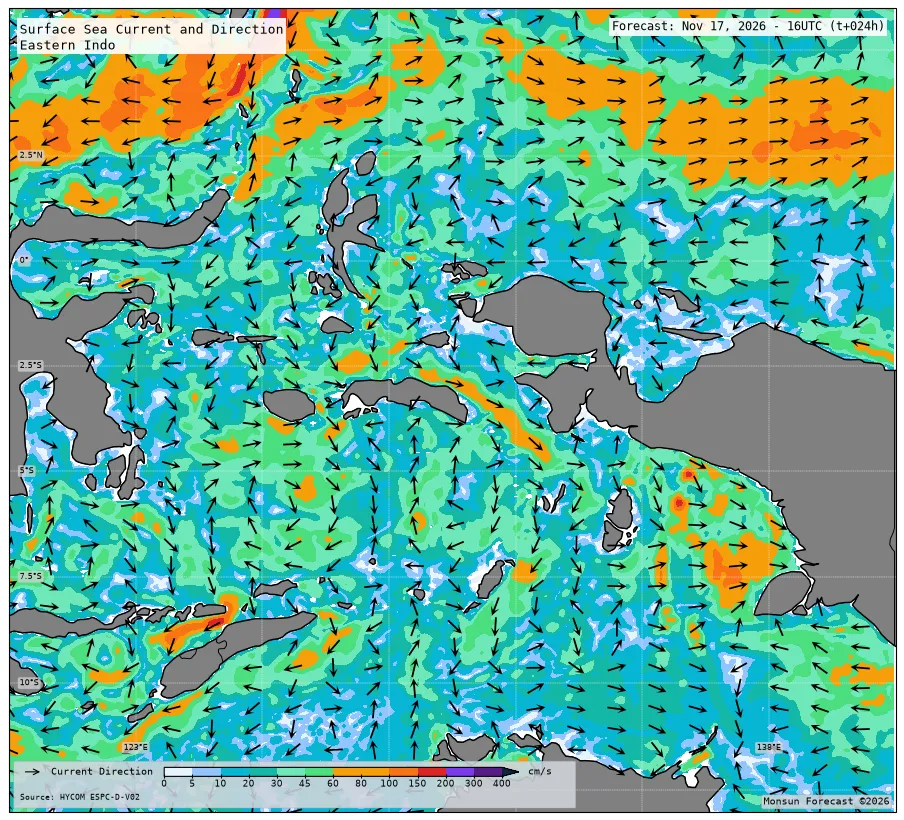 Surface Sea Current and Direction
Eastern Indo
Forecast: Nov 17, 2026 - 16UTC (t+024h)
2.5°N
0°
2.5°S
5°S
7.5°S
10°S
123°E
138°E
Current Direction
0 5 10 20 30 45 60 80 100 150 200 300 400 cm/s
Source: HYCOM ESPC-D-V02
Monsun Forecast ©2026